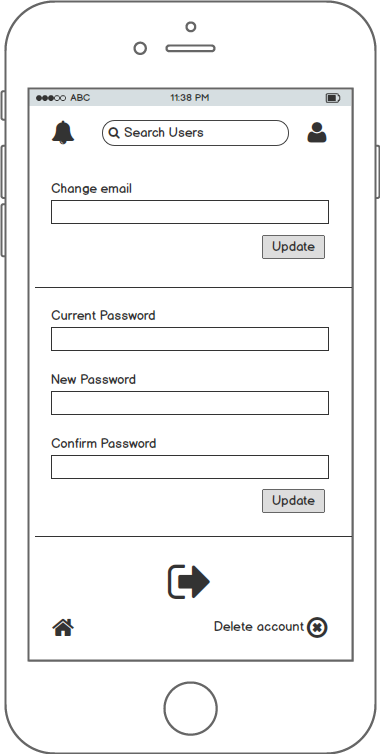 ABC 11:38 PM
Search Users
Change email
Update
Current Password
New Password
Confirm Password
Update
Delete account